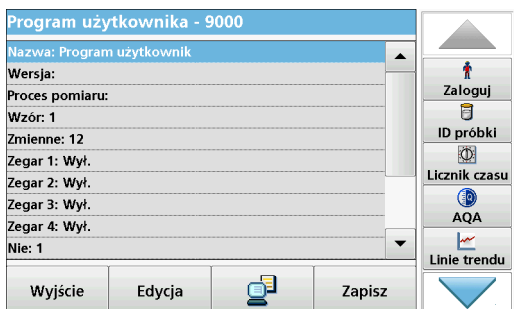 Program użytkownika - 9000
Nazwa: Program użytkownik
Wersja:
Proces pomiaru:
Wzór: 1
Zmienne: 12
Zegar 1: Wył.
Zegar 2: Wył.
Zegar 3: Wył.
Zegar 4: Wył.
Nie: 1
Wyjście
Edycja
Zapisz
Zaloguj
ID próbki
Licznik czasu
AQA
Linie trendu